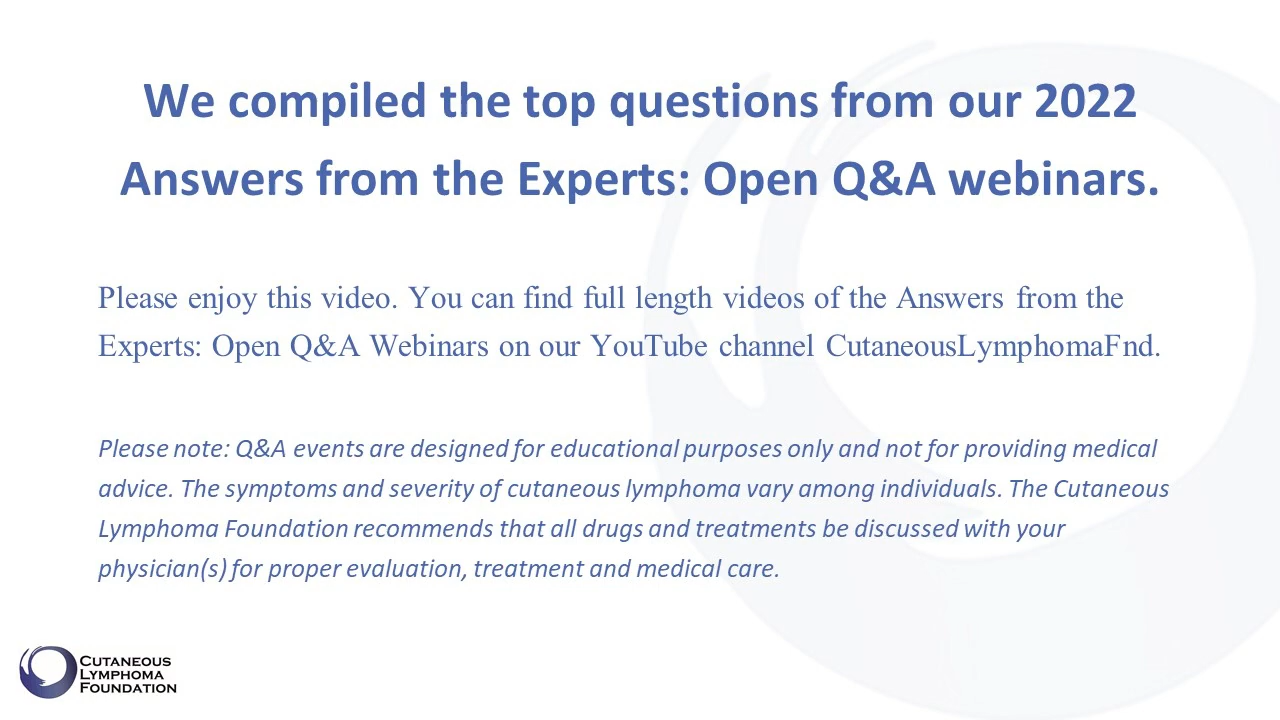 We compiled the top questions from our 2022
Answers from the Experts: Open Q&A webinars.
Please enjoy this video. You can find full length videos of the Answers from the
Experts: Open Q&A Webinars on our YouTube channel CutaneousLymphomaFnd.
Please note: Q&A events are designed for educational purposes only and not for providing medical
advice. The symptoms and severity of cutaneous lymphoma vary among individuals. The Cutaneous
Lymphoma Foundation recommends that all drugs and treatments be discussed with your
physician(s) for proper evaluation, treatment and medical care.
CUTANEOUS
LYMPHOMA
FOUNDATION